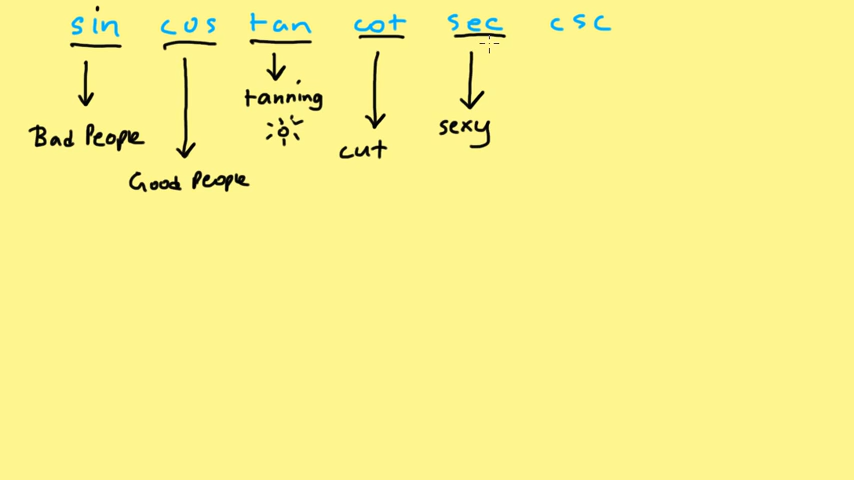 sin cos tan cot sec csc
tanning
Bad People
sexy
cut
Good People